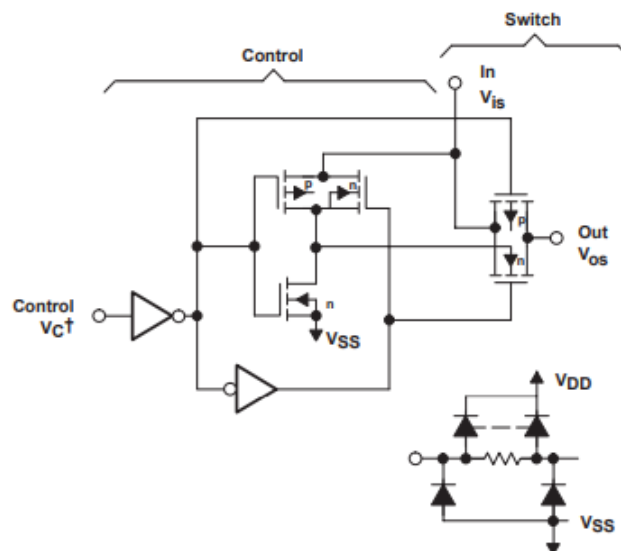 Switch
Control
In
Vis
p
n
p
Out
Vos
n
n
Control
VC†
VSS
VDD
VSS